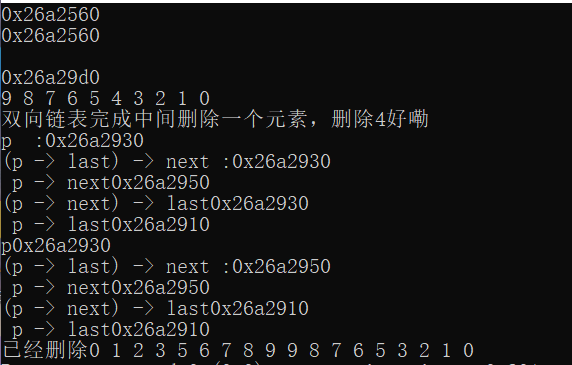 0x26a2560
0x26a2560
0x26a29d0
9 8 7 6 5 4 3 2 1 0
双向链表完成中间删除一个元素，删除4好嘞
p  :0x26a2930
(p -> last) -> next :0x26a2930
 p -> next0x26a2950
(p -> next) -> last0x26a2930
 p -> last0x26a2910
p0x26a2930
(p -> last) -> next :0x26a2950
 p -> next0x26a2950
(p -> next) -> last0x26a2910
 p -> last0x26a2910
已经删除0 1 2 3 5 6 7 8 9 9 8 7 6 5 3 2 1 0